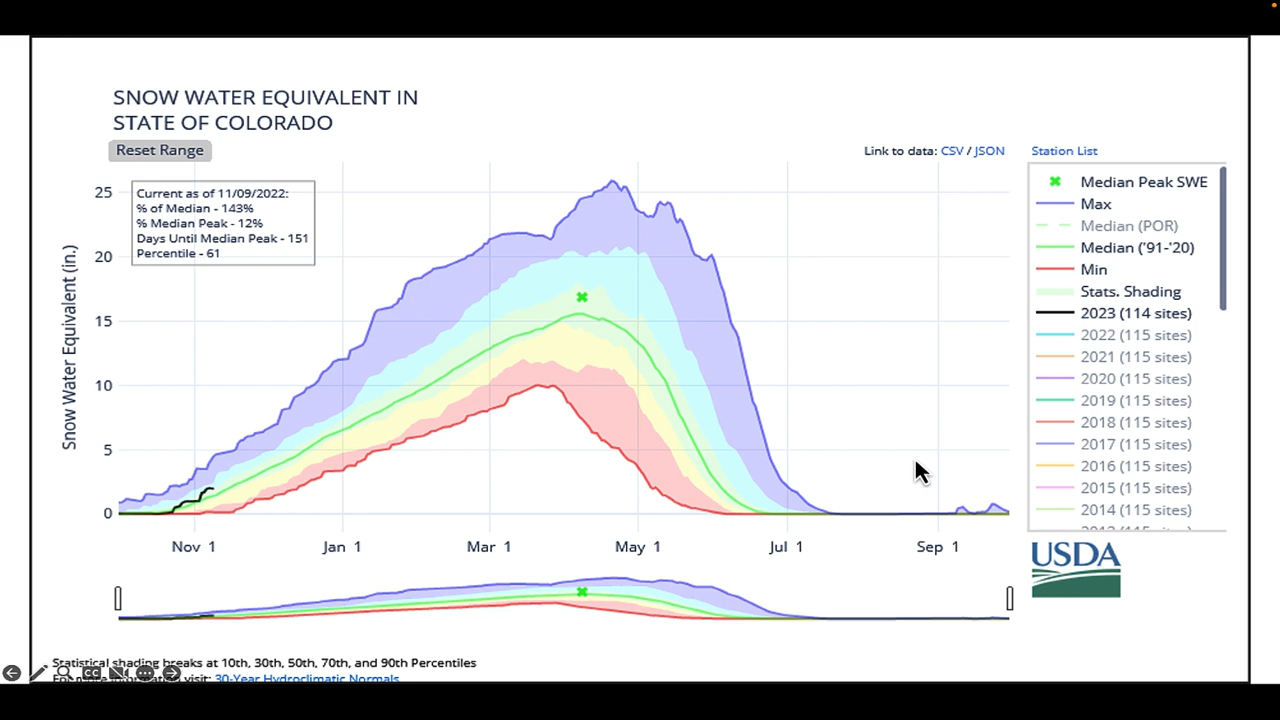 SNOW WATER EQUIVALENT IN
STATE OF COLORADO
Reset Range
Link to data: CSV / JSON
Station List
Current as of 11/09/2022:
% of Median - 143%
% Median Peak - 12%
Days Until Median Peak - 151
Percentile - 61
Snow Water Equivalent (in.)
25
20
15
10
5
0
Nov 1
Jan 1
Mar 1
May 1
Jul 1
Sep 1
Median Peak SWE
Max
Median (POR)
Median ('91-'20)
Min
Stats. Shading
2023 (114 sites)
2022 (115 sites)
2021 (115 sites)
2020 (115 sites)
2019 (115 sites)
2018 (115 sites)
2017 (115 sites)
2016 (115 sites)
2015 (115 sites)
2014 (115 sites)
USDA
Statistical shading breaks at 10th, 30th, 50th, 70th, and 90th Percentiles
For more information visit: 30-Year Hydroclimatic Normals
CC